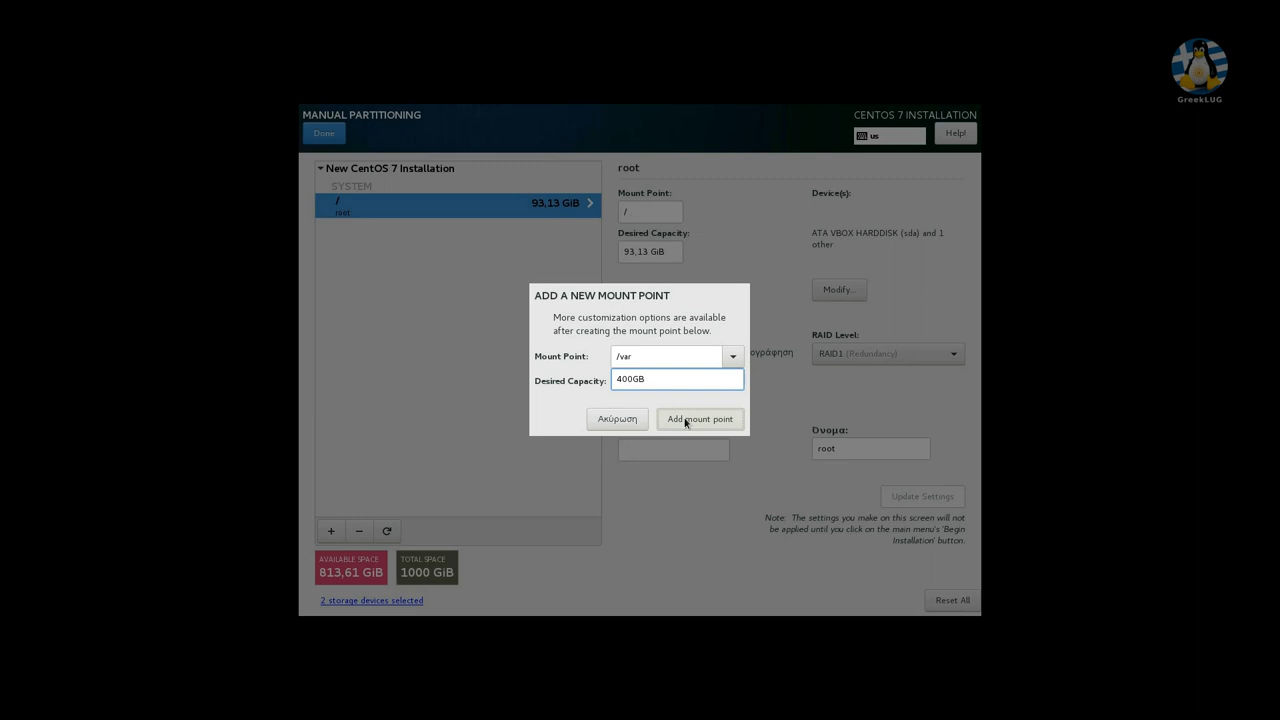 GreekLUG
MANUAL PARTITIONING
CENTOS 7 INSTALLATION
Done
us
Help!
New CentOS 7 Installation
SYSTEM
/
93,13 GiB
root
root
Mount Point:
/
Desired Capacity:
93,13 GiB
Device(s):
ATA VBOX HARDDISK (sda) and 1
other
Modify...
ογράφηση
RAID Level:
RAID1 (Redundancy)
Όνομα:
root
Update Settings
Note: The settings you make on this screen will not
be applied until you click on the main menu's 'Begin
Installation' button.
ADD A NEW MOUNT POINT
More customization options are available
after creating the mount point below.
Mount Point:
/var
Desired Capacity:
400GB
Ακύρωση
Add mount point
+
−
AVAILABLE SPACE
813,61 GiB
TOTAL SPACE
1000 GiB
2 storage devices selected
Reset All